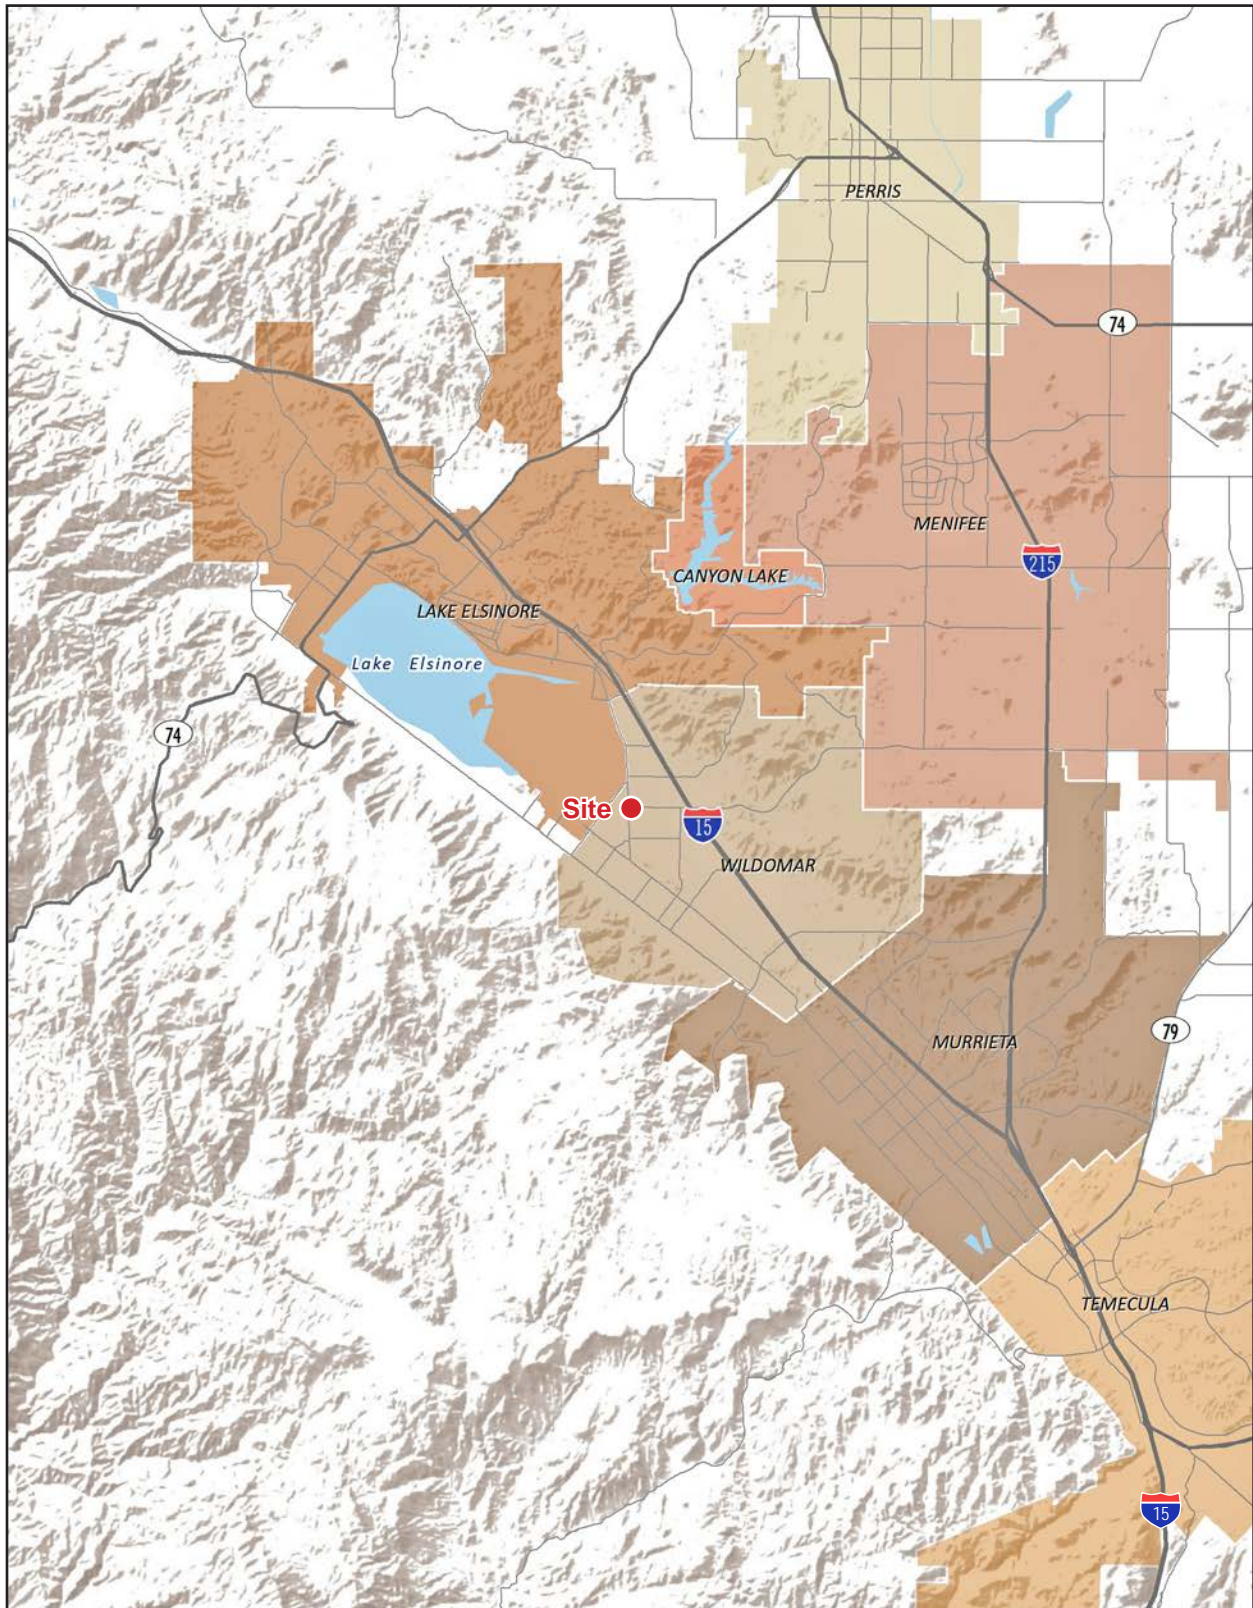 PERRIS
74
MENIFEE
215
CANYON LAKE
LAKE ELSINORE
Lake Elsinore
74
Site
15
WILDOMAR
MURRIETA
79
TEMECULA
15